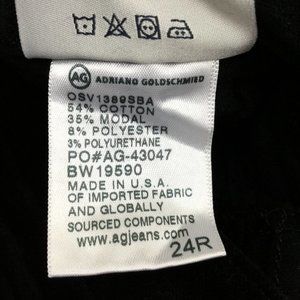 AG ADRIANO GOLDSCHMIED
OSV1389SBA
54% COTTON
35% MODAL
8% POLYESTER
3% POLYURETHANE
PO#AG-43047
BW19590
MADE IN U.S.A.
OF IMPORTED FABRIC
AND GLOBALLY
SOURCED COMPONENTS
www.agjeans.com
24R